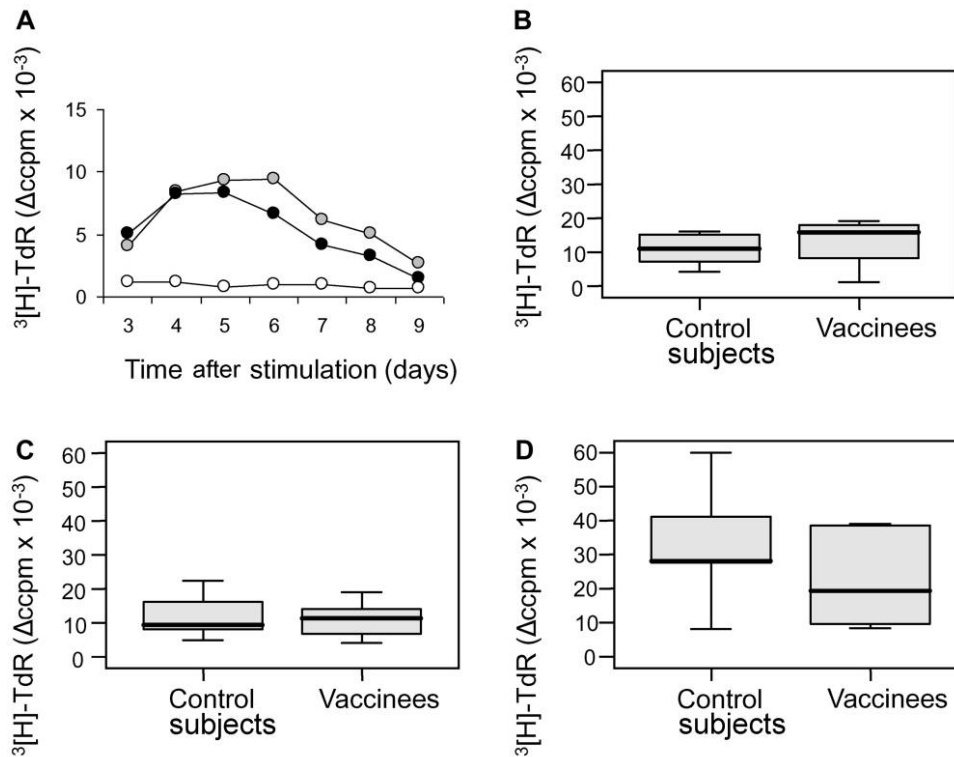 A
³[H]-TdR (Δccpm x 10⁻³)
15
10
5
0
3 4 5 6 7 8 9
Time after stimulation (days)
B
³[H]-TdR (Δccpm x 10⁻³)
60
50
40
30
20
10
0
Control subjects
Vaccinees
C
³[H]-TdR (Δccpm x 10⁻³)
60
50
40
30
20
10
0
Control subjects
Vaccinees
D
³[H]-TdR (Δccpm x 10⁻³)
60
50
40
30
20
10
0
Control subjects
Vaccinees